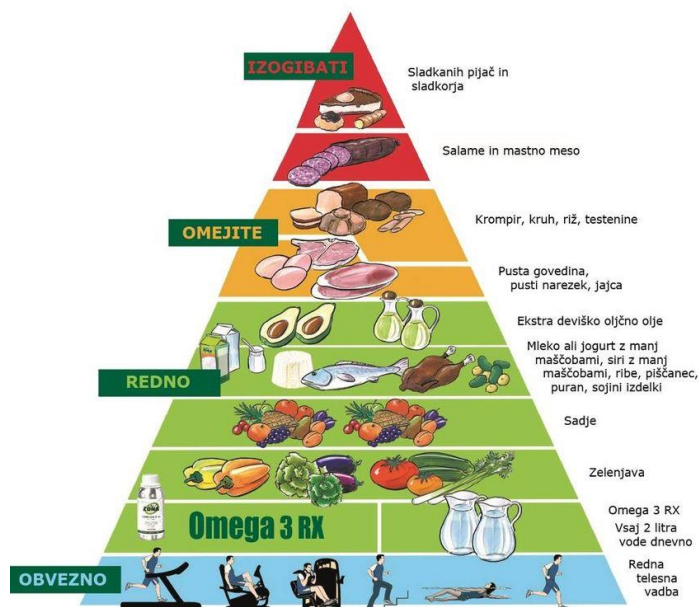 IZOGIBATI
Sladkanih pijač in
sladkorja
Salame in mastno meso
OMEJITE
Krompir, kruh, riž, testenine
Pusta govedina,
pusti narezek, jajca
Ekstra deviško oljčno olje
REDNO
Mleko ali jogurt z manj
maščobami, siri z manj
maščobami, ribe, piščanec,
puran, sojini izdelki
Sadje
Zelenjava
Omega 3 RX
Omega 3 RX
Vsaj 2 litra
vode dnevno
OBVEZNO
Redna
telesna
vadba